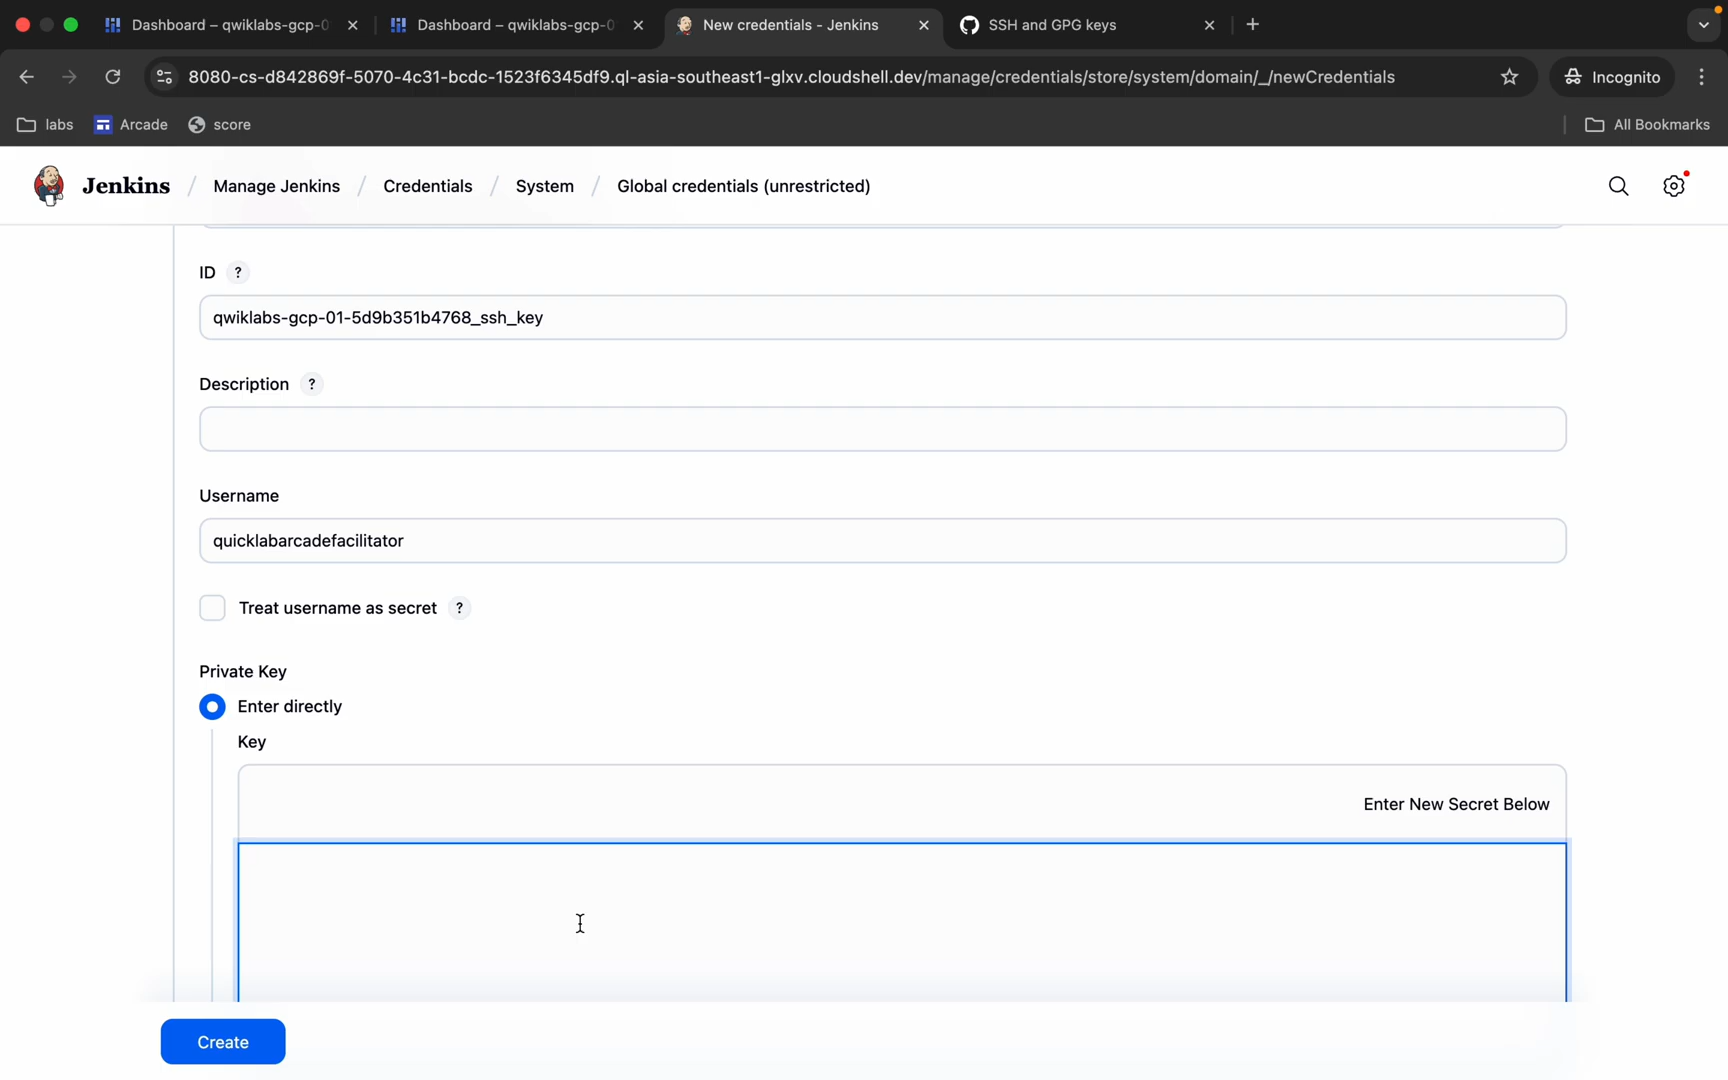 Dashboard – qwiklabs-gcp-0
Dashboard – qwiklabs-gcp-0
New credentials - Jenkins
SSH and GPG keys
8080-cs-d842869f-5070-4c31-bcdc-1523f6345df9.ql-asia-southeast1-glxv.cloudshell.dev/manage/credentials/store/system/domain/_/newCredentials
Incognito
labs
Arcade
score
All Bookmarks
Jenkins / Manage Jenkins / Credentials / System / Global credentials (unrestricted)
ID ?
qwiklabs-gcp-01-5d9b351b4768_ssh_key
Description ?
Username
quicklabarcadefacilitator
Treat username as secret ?
Private Key
Enter directly
Key
Enter New Secret Below
Create